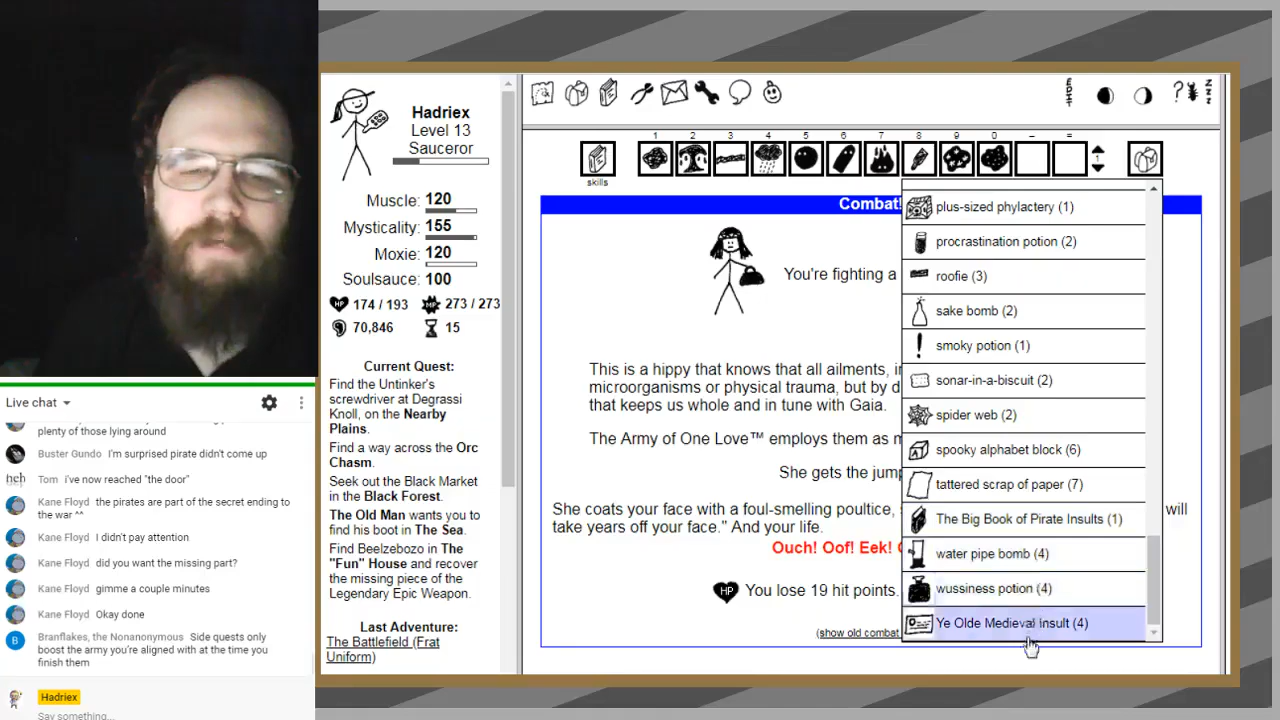 Live chat
plenty of those lying around
Buster Gundo I'm surprised pirate didn't come up
heh
Tom i've now reached "the door"
Kane Floyd the pirates are part of the secret ending to
the war ^^
Kane Floyd I didn't pay attention
Kane Floyd did you want the missing part?
Kane Floyd gimme a couple minutes
Kane Floyd Okay done
B
Branflakes, the Nonanonymous Side quests only
boost the army you're aligned with at the time you
finish them
Hadriex
Say something...
Hadriex
Level 13
Sauceror
Muscle: 120
Mysticality: 155
Moxie: 120
Soulsauce: 100
HP 174 / 193 MP 273 / 273
70,846 15
Current Quest:
Find the Untinker's
screwdriver at Degrassi
Knoll, on the Nearby
Plains.
Find a way across the Orc
Chasm.
Seek out the Black Market
in the Black Forest.
The Old Man wants you to
find his boot in The Sea.
Find Beelzebozo in The
"Fun" House and recover
the missing piece of the
Legendary Epic Weapon.
Last Adventure:
The Battlefield (Frat
Uniform)
EDIT
? Z Z Z
1 2 3 4 5 6 7 8 9 0 – =
skills
1
Combat!
You're fighting a
This is a hippy that knows that all ailments, i
microorganisms or physical trauma, but by d
that keeps us whole and in tune with Gaia.
The Army of One Love™ employs them as m
She gets the jump
She coats your face with a foul-smelling poultice, will
take years off your face." And your life.
Ouch! Oof! Eek!
HP You lose 19 hit points.
(show old combat
plus-sized phylactery (1)
procrastination potion (2)
roofie (3)
sake bomb (2)
smoky potion (1)
sonar-in-a-biscuit (2)
spider web (2)
spooky alphabet block (6)
tattered scrap of paper (7)
The Big Book of Pirate Insults (1)
water pipe bomb (4)
wussiness potion (4)
Ye Olde Medieval Insult (4)